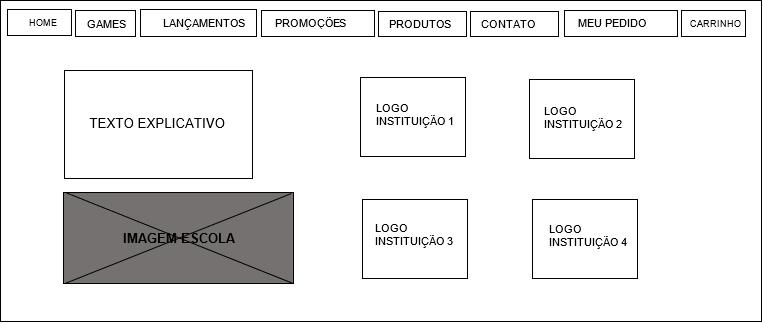 HOME
GAMES
LANÇAMENTOS
PROMOÇÕES
PRODUTOS
CONTATO
MEU PEDIDO
CARRINHO
TEXTO EXPLICATIVO
IMAGEM ESCOLA
LOGO
INSTITUIÇÃO 1
LOGO
INSTITUIÇÃO 2
LOGO
INSTITUIÇÃO 3
LOGO
INSTITUIÇÃO 4